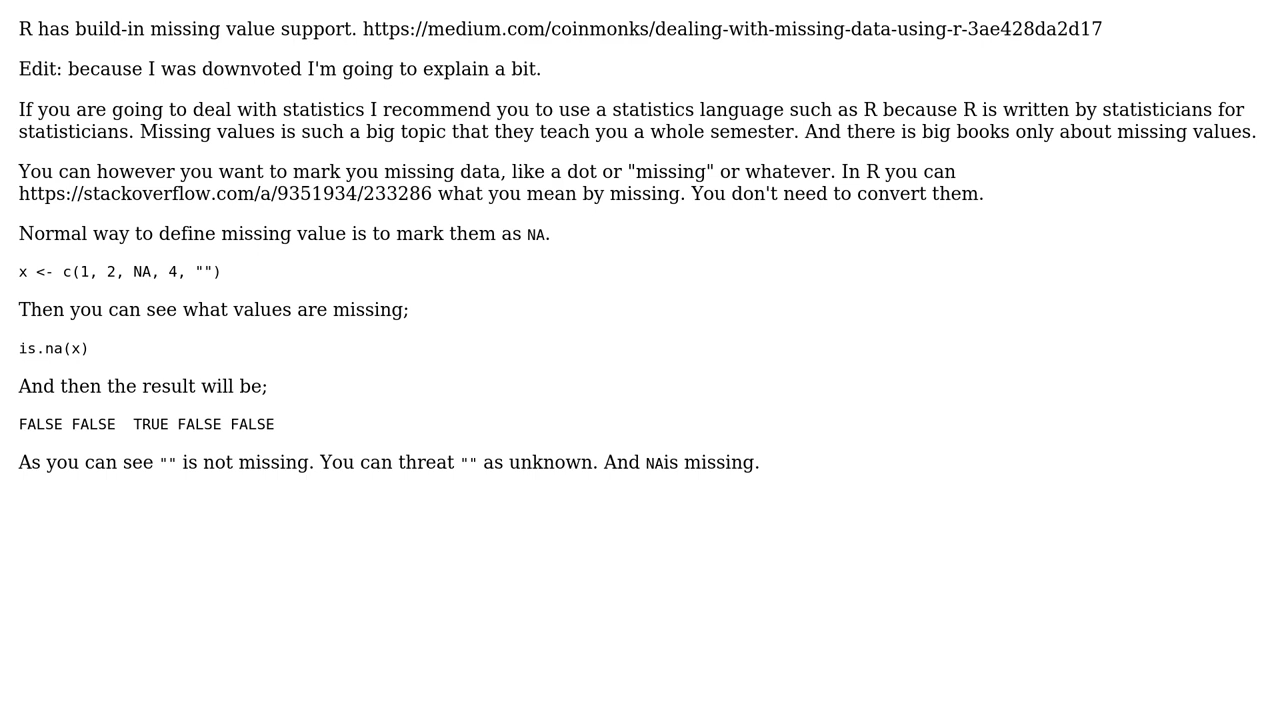 R has build-in missing value support. https://medium.com/coinmonks/dealing-with-missing-data-using-r-3ae428da2d17
Edit: because I was downvoted I'm going to explain a bit.
If you are going to deal with statistics I recommend you to use a statistics language such as R because R is written by statisticians for
statisticians. Missing values is such a big topic that they teach you a whole semester. And there is big books only about missing values.
You can however you want to mark you missing data, like a dot or "missing" or whatever. In R you can
https://stackoverflow.com/a/9351934/233286 what you mean by missing. You don't need to convert them.
Normal way to define missing value is to mark them as NA.
x <- c(1, 2, NA, 4, "")
Then you can see what values are missing;
is.na(x)
And then the result will be;
FALSE FALSE  TRUE FALSE FALSE
As you can see "" is not missing. You can threat "" as unknown. And NAis missing.